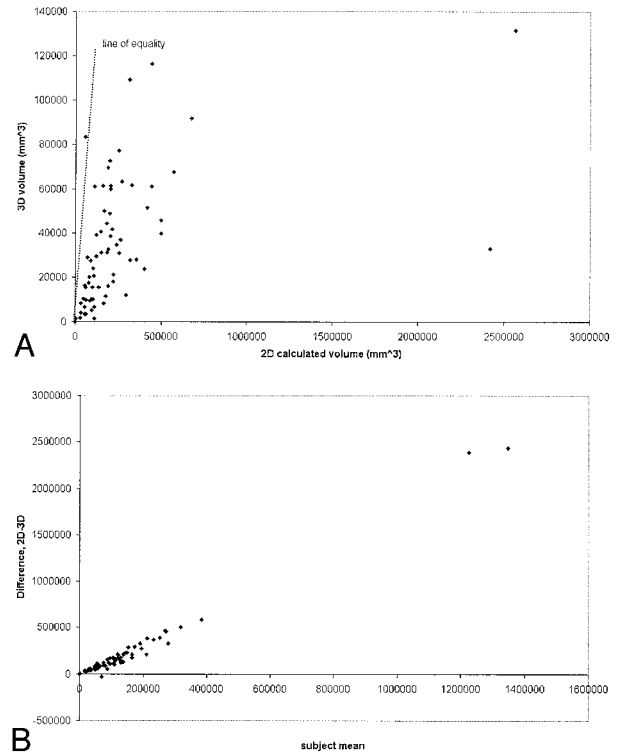 140000
line of equality
120000
100000
80000
60000
40000
20000
0
3D volume (mm^3)
0 500000 1000000 1500000 2000000 2500000 3000000
2D calculated volume (mm^3)
A
3000000
2500000
2000000
1500000
1000000
500000
0
-500000
Difference, 2D-3D
0 200000 400000 600000 800000 1000000 1200000 1400000 1600000
subject mean
B